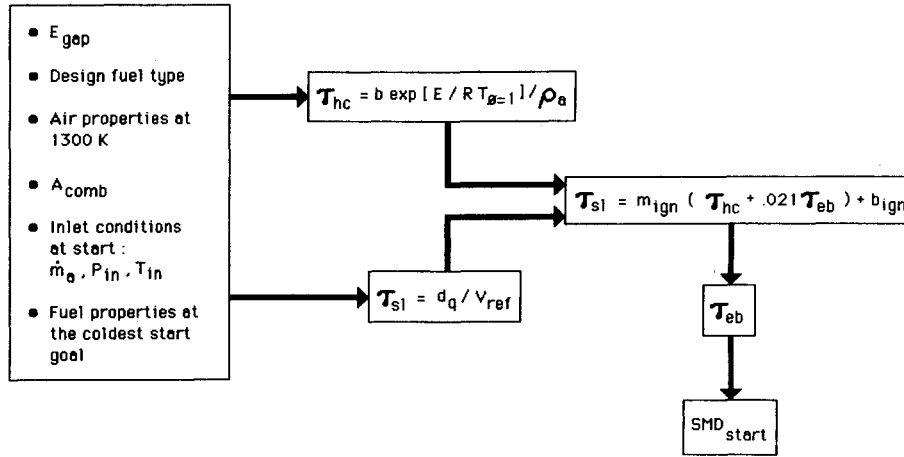 • E_gap
• Design fuel type
• Air properties at
1300 K
• A_comb
• Inlet conditions
at start :
ṁ_a , P_in , T_in
• Fuel properties at
the coldest start
goal
τ_hc = b exp [ E / R T_ø=1 ] / ρ_a
τ_sl = d_q / V_ref
τ_sl = m_ign ( τ_hc + .021 τ_eb ) + b_ign
τ_eb
SMD_start